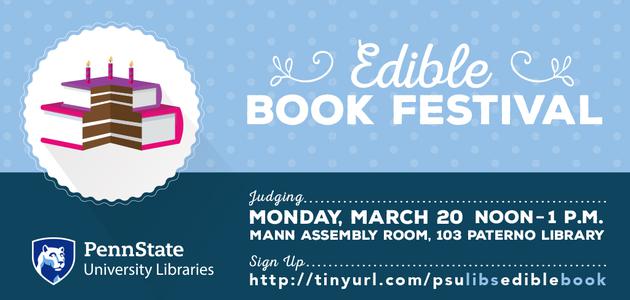 Edible
BOOK FESTIVAL
Judging
MONDAY, MARCH 20 NOON-1 P.M.
MANN ASSEMBLY ROOM, 103 PATERNO LIBRARY
Sign Up
http://tinyurl.com/psulibsediblebook
PennState
University Libraries